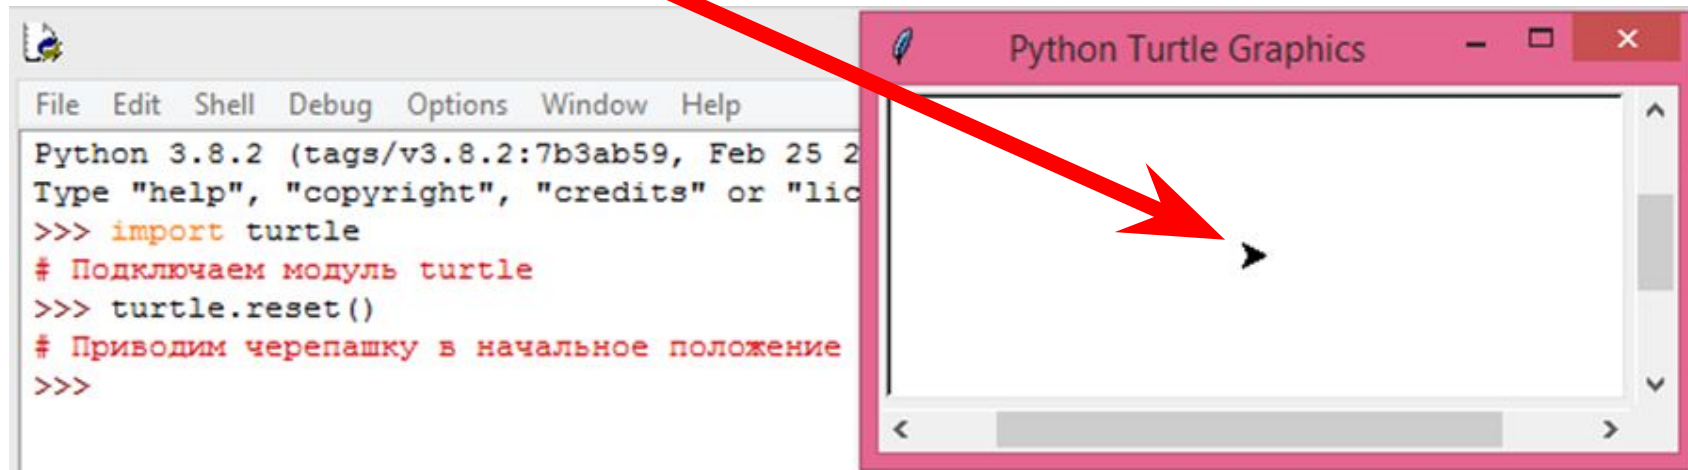 Python Turtle Graphics
File Edit Shell Debug Options Window Help
Python 3.8.2 (tags/v3.8.2:7b3ab59, Feb 25 2
Type "help", "copyright", "credits" or "lic
>>> import turtle
# Подключаем модуль turtle
>>> turtle.reset()
# Приводим черепашку в начальное положение
>>>